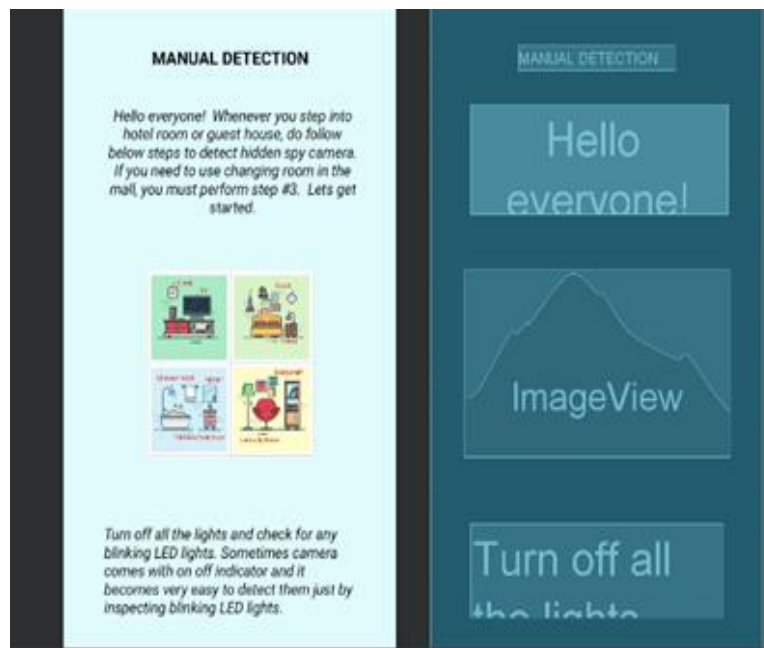 MANUAL DETECTION
Hello everyone! Whenever you step into
hotel room or guest house, do follow
below steps to detect hidden spy camera.
If you need to use changing room in the
mall, you must perform step #3. Lets get
started.
Turn off all the lights and check for any
blinking LED lights. Sometimes camera
comes with on off indicator and it
becomes very easy to detect them just by
inspecting blinking LED lights.
MANUAL DETECTION
Hello
everyone!
ImageView
Turn off all
the lights